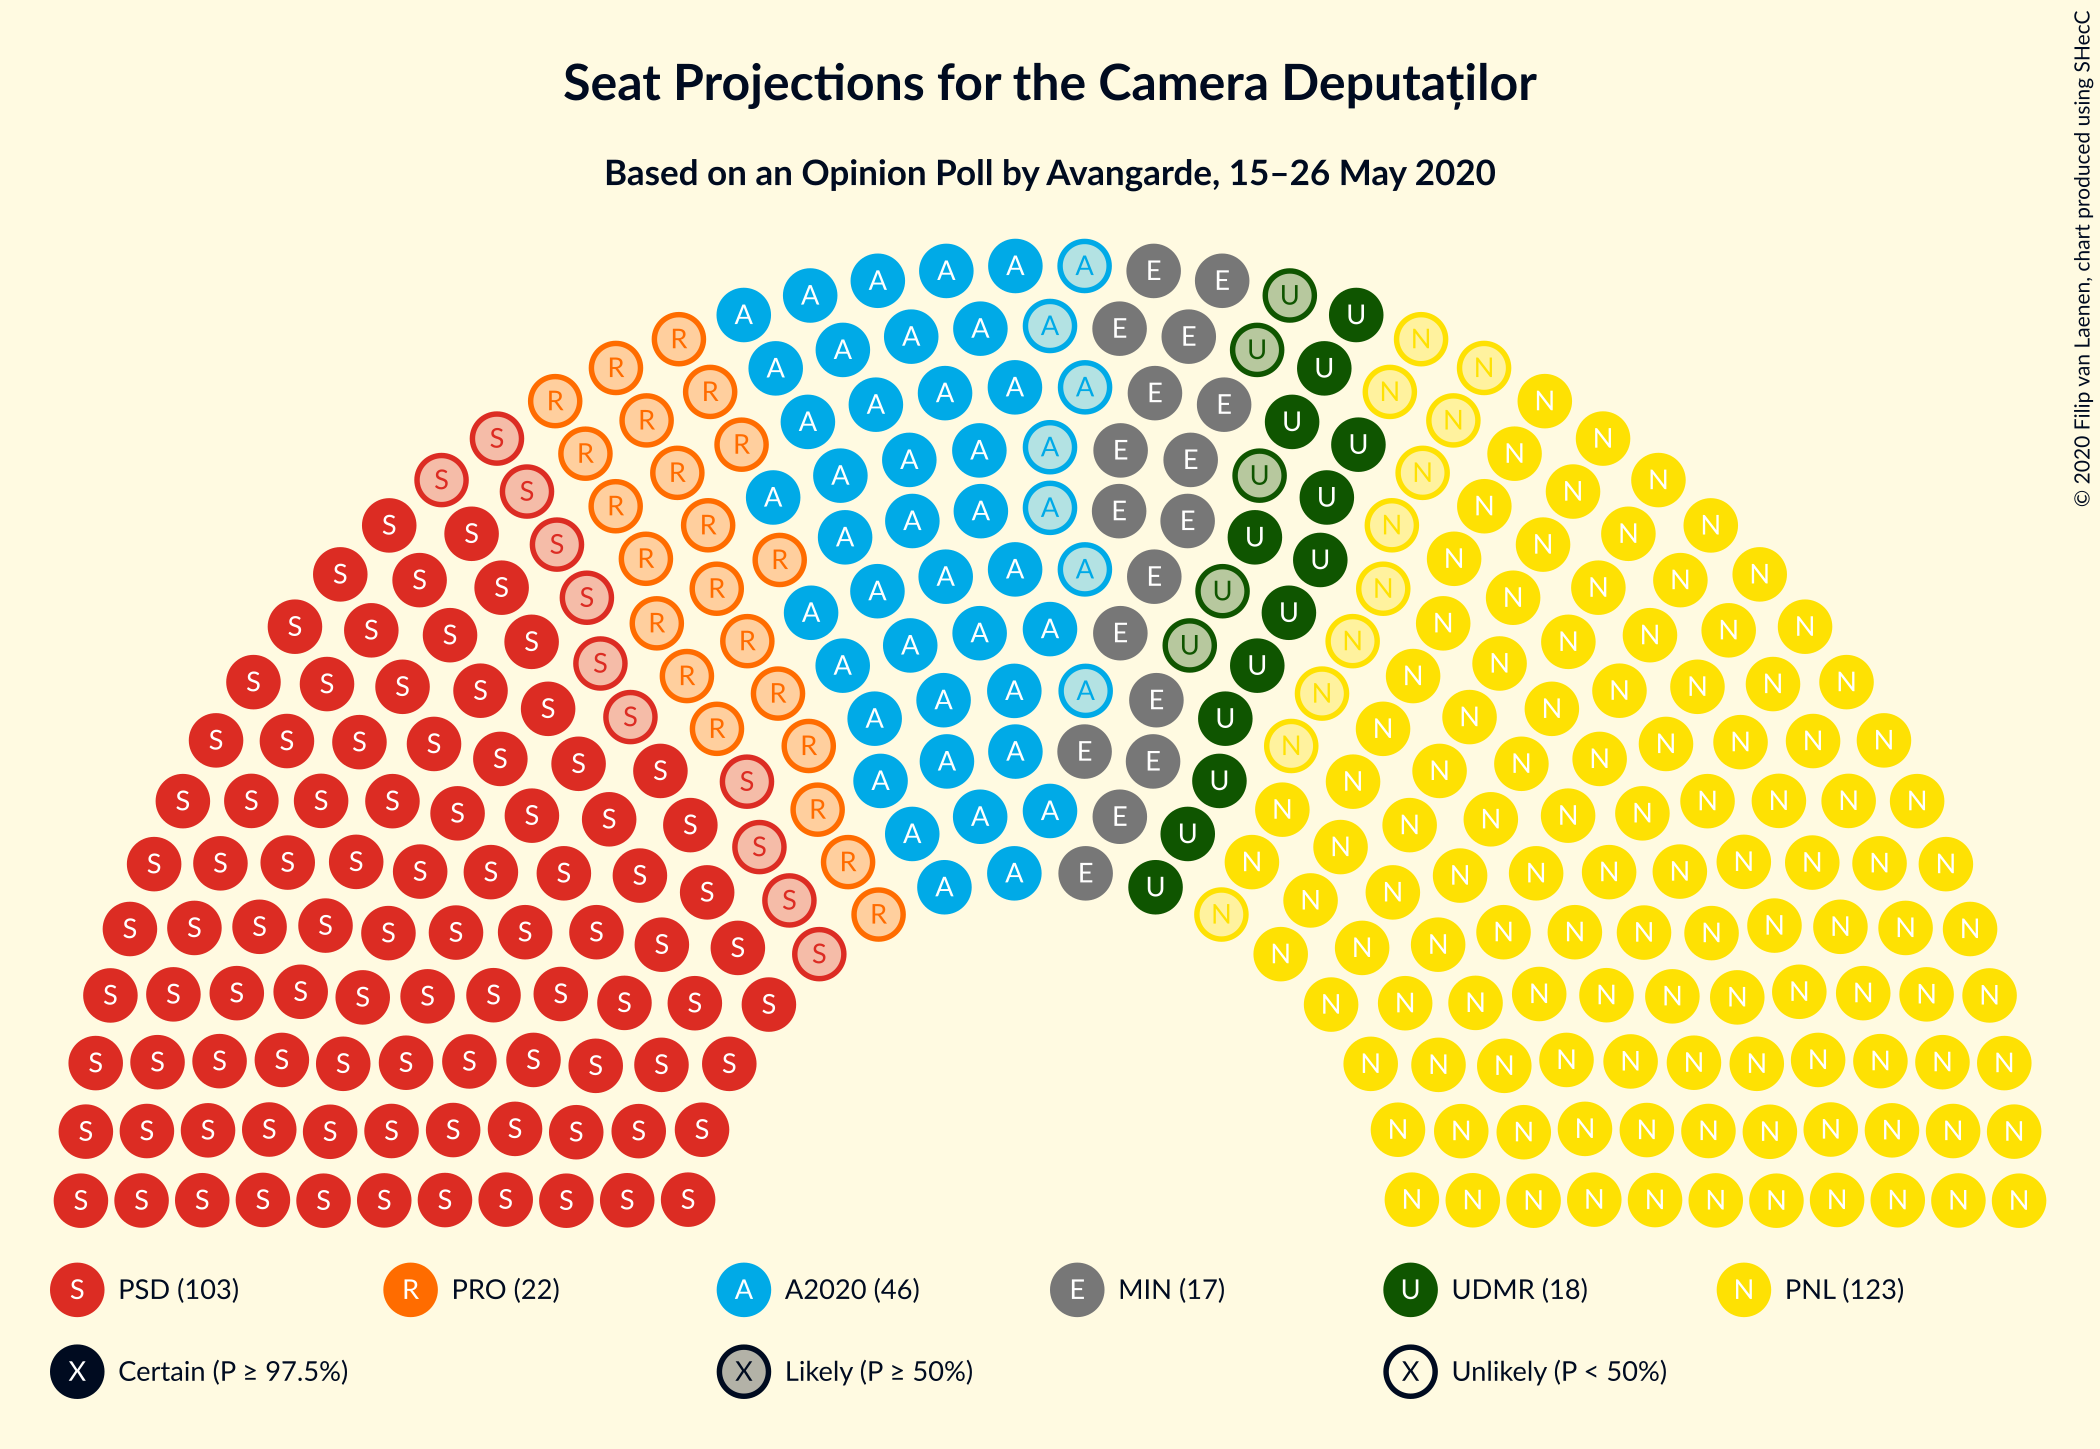 Seat Projections for the Camera Deputaților
Based on an Opinion Poll by Avangarde, 15–26 May 2020
© 2020 Filip van Laenen, chart produced using SHecC
S PSD (103) R PRO (22) A A2020 (46) E MIN (17) U UDMR (18) N PNL (123)
X Certain (P ≥ 97.5%) X Likely (P ≥ 50%) X Unlikely (P < 50%)